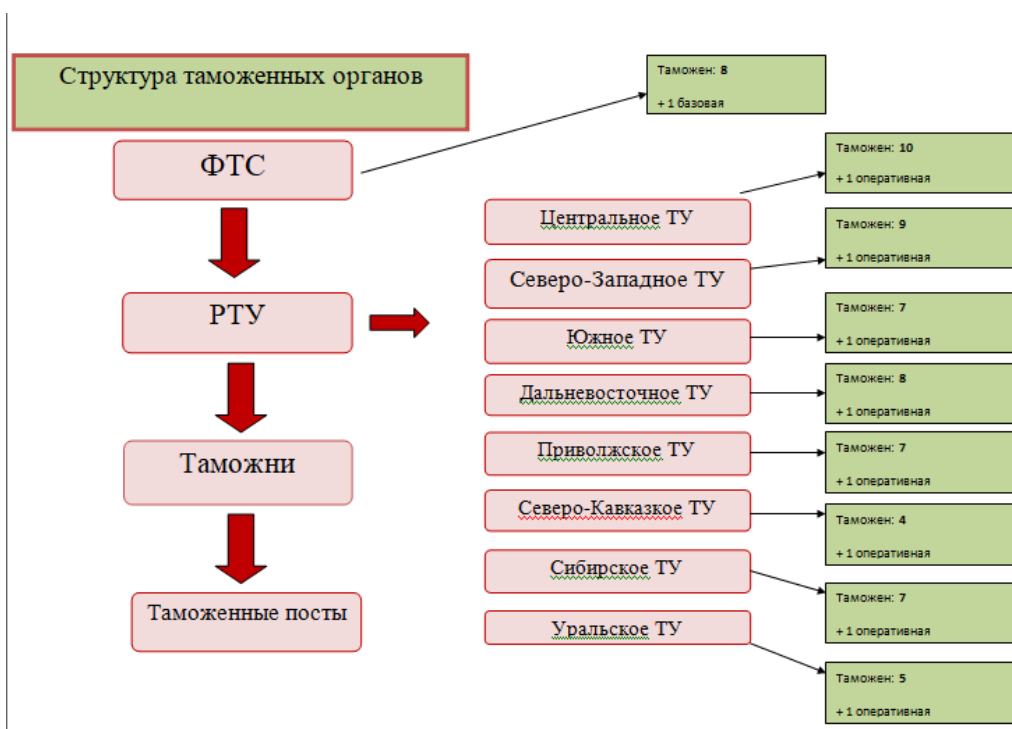 Структура таможенных органов
ФТС
РТУ
Таможни
Таможенные посты
Центральное ТУ
Северо-Западное ТУ
Южное ТУ
Дальневосточное ТУ
Приволжское ТУ
Северо-Кавказкое ТУ
Сибирское ТУ
Уральское ТУ
Таможен: 8
+ 1 базовая
Таможен: 10
+ 1 оперативная
Таможен: 9
+ 1 оперативная
Таможен: 7
+ 1 оперативная
Таможен: 8
+ 1 оперативная
Таможен: 7
+ 1 оперативная
Таможен: 4
+ 1 оперативная
Таможен: 7
+ 1 оперативная
Таможен: 5
+ 1 оперативная